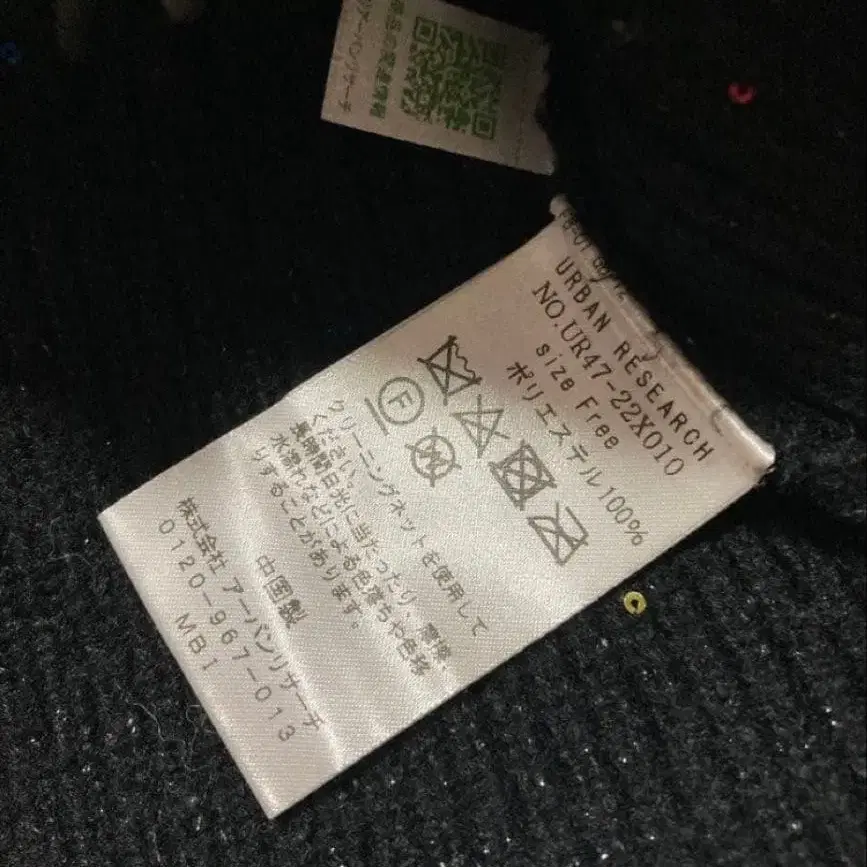 URBAN RESEARCH
NO.UR47-22X010
size Free
ポリエステル100%
F
W
クリーニングネットを使用して
ください。
長時間日光に当たったり、着用、
水濡れなどによる色落ちや色移
りすることがあります。
中国製
株式会社 アーバンリサーチ
0120-967-013
MB1